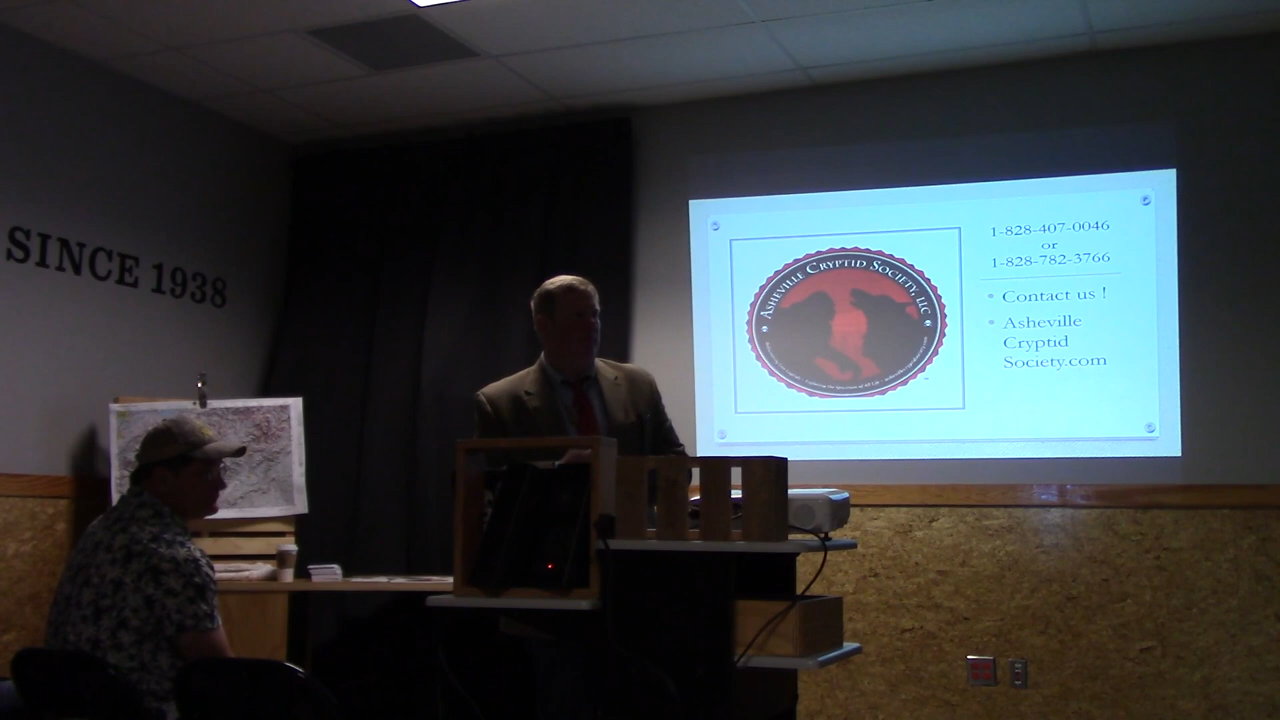 SINCE 1938
ASHEVILLE CRYPTID SOCIETY, LLC
1-828-407-0046
or
1-828-782-3766
• Contact us !
• Asheville
Cryptid
Society.com